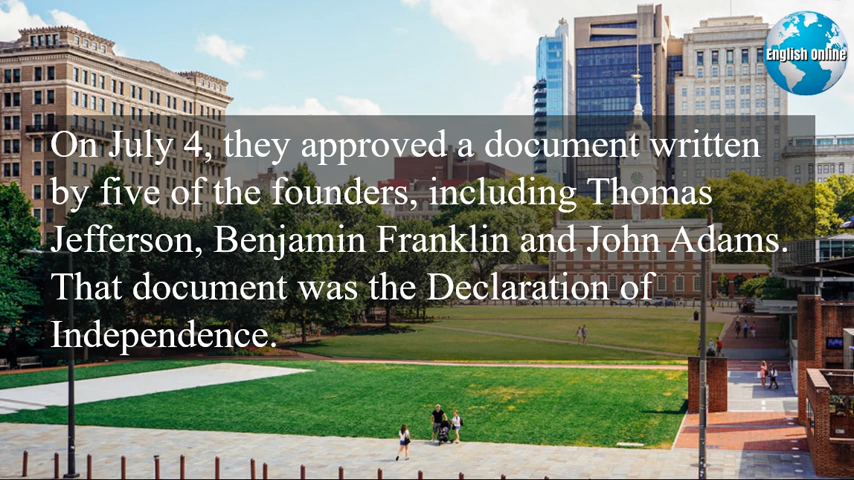 English Online
On July 4, they approved a document written
by five of the founders, including Thomas
Jefferson, Benjamin Franklin and John Adams.
That document was the Declaration of
Independence.